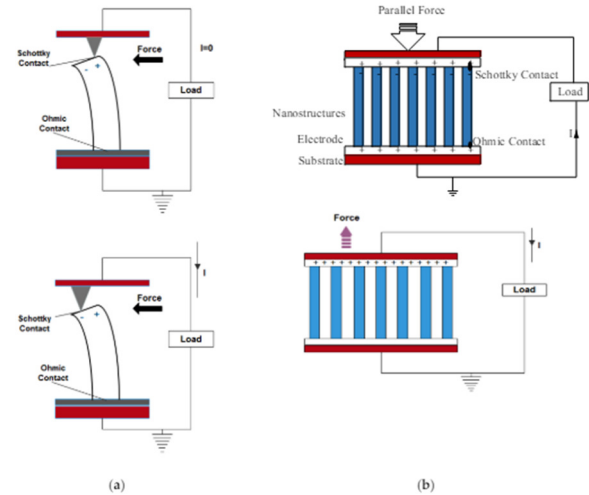 Schottky
Contact
Force
I=0
Load
Ohmic
Contact
- +
Schottky
Contact
Force
I
Load
Ohmic
Contact
- +
(a)
Parallel Force
+ + + + + + +
- - - - - - -
Schottky Contact
Load
Nanostructures
I
Electrode
Ohmic Contact
+ + + + + + +
Substrate
Force
I
+ + + + + + + + + + + + + +
Load
(b)